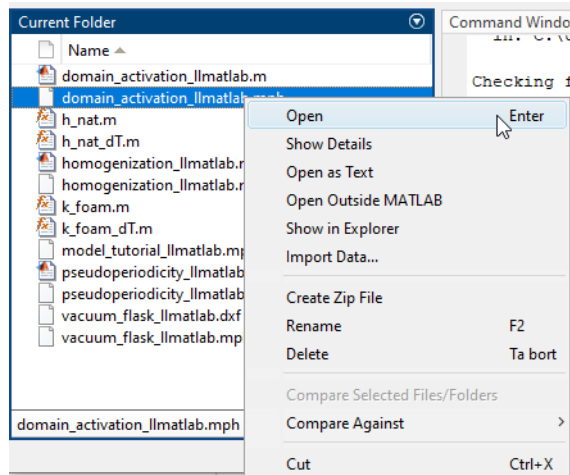 Current Folder
Command Windo
Name
in: C:\
domain_activation_llmatlab.m
Checking f
domain_activation_llmatlab.mph
h_nat.m
h_nat_dT.m
homogenization_llmatlab.
homogenization_llmatlab.
k_foam.m
k_foam_dT.m
model_tutorial_llmatlab.mp
pseudoperiodicity_llmatlab
pseudoperiodicity_llmatlab
vacuum_flask_llmatlab.dxf
vacuum_flask_llmatlab.mp
domain_activation_llmatlab.mph
Open Enter
Show Details
Open as Text
Open Outside MATLAB
Show in Explorer
Import Data...
Create Zip File
Rename F2
Delete Ta bort
Compare Selected Files/Folders
Compare Against >
Cut Ctrl+X